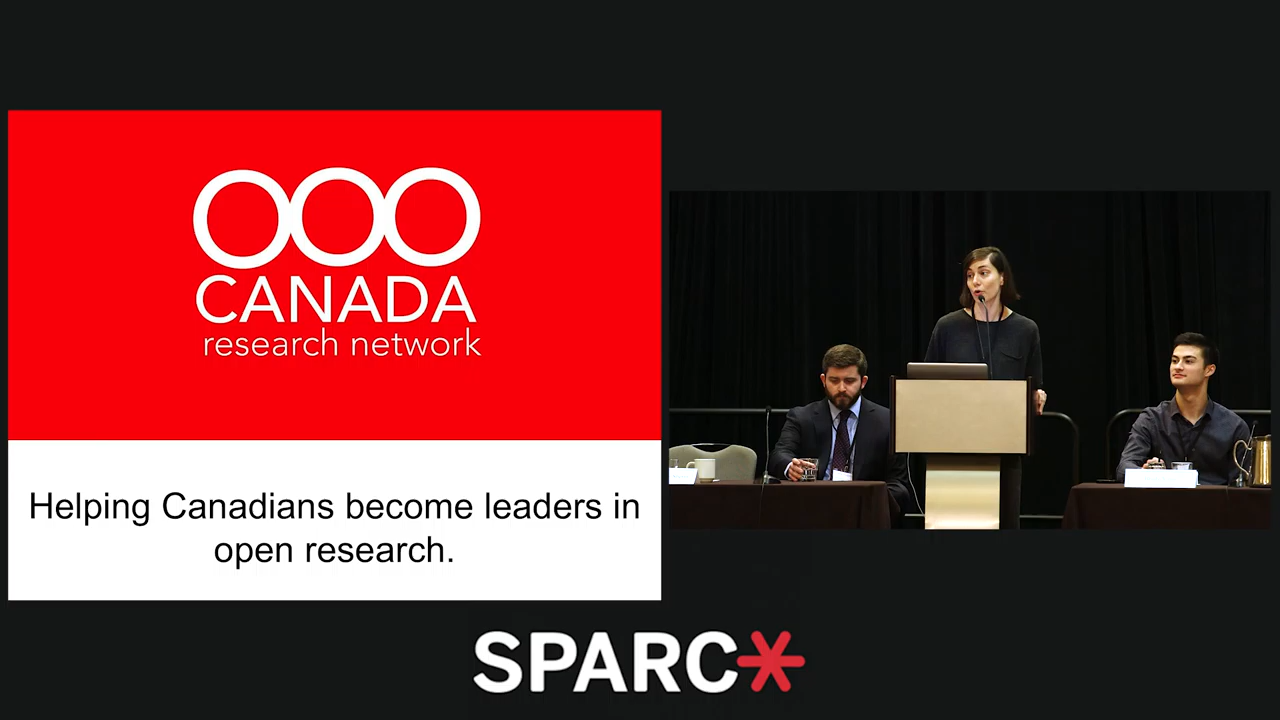 OOO
CANADA
research network
Helping Canadians become leaders in
open research.
SPARC*